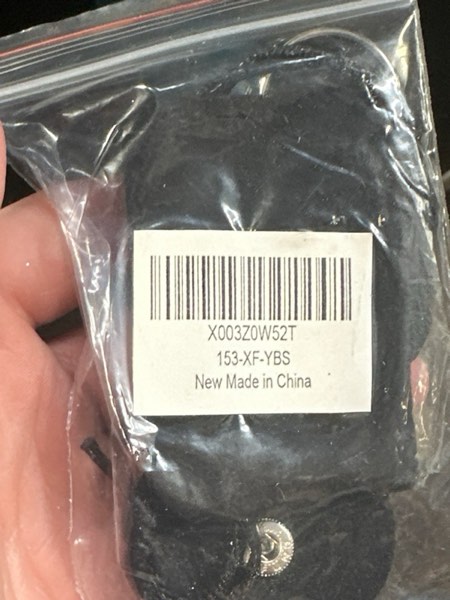 X003Z0W52T
153-XF-YBS
New Made in China